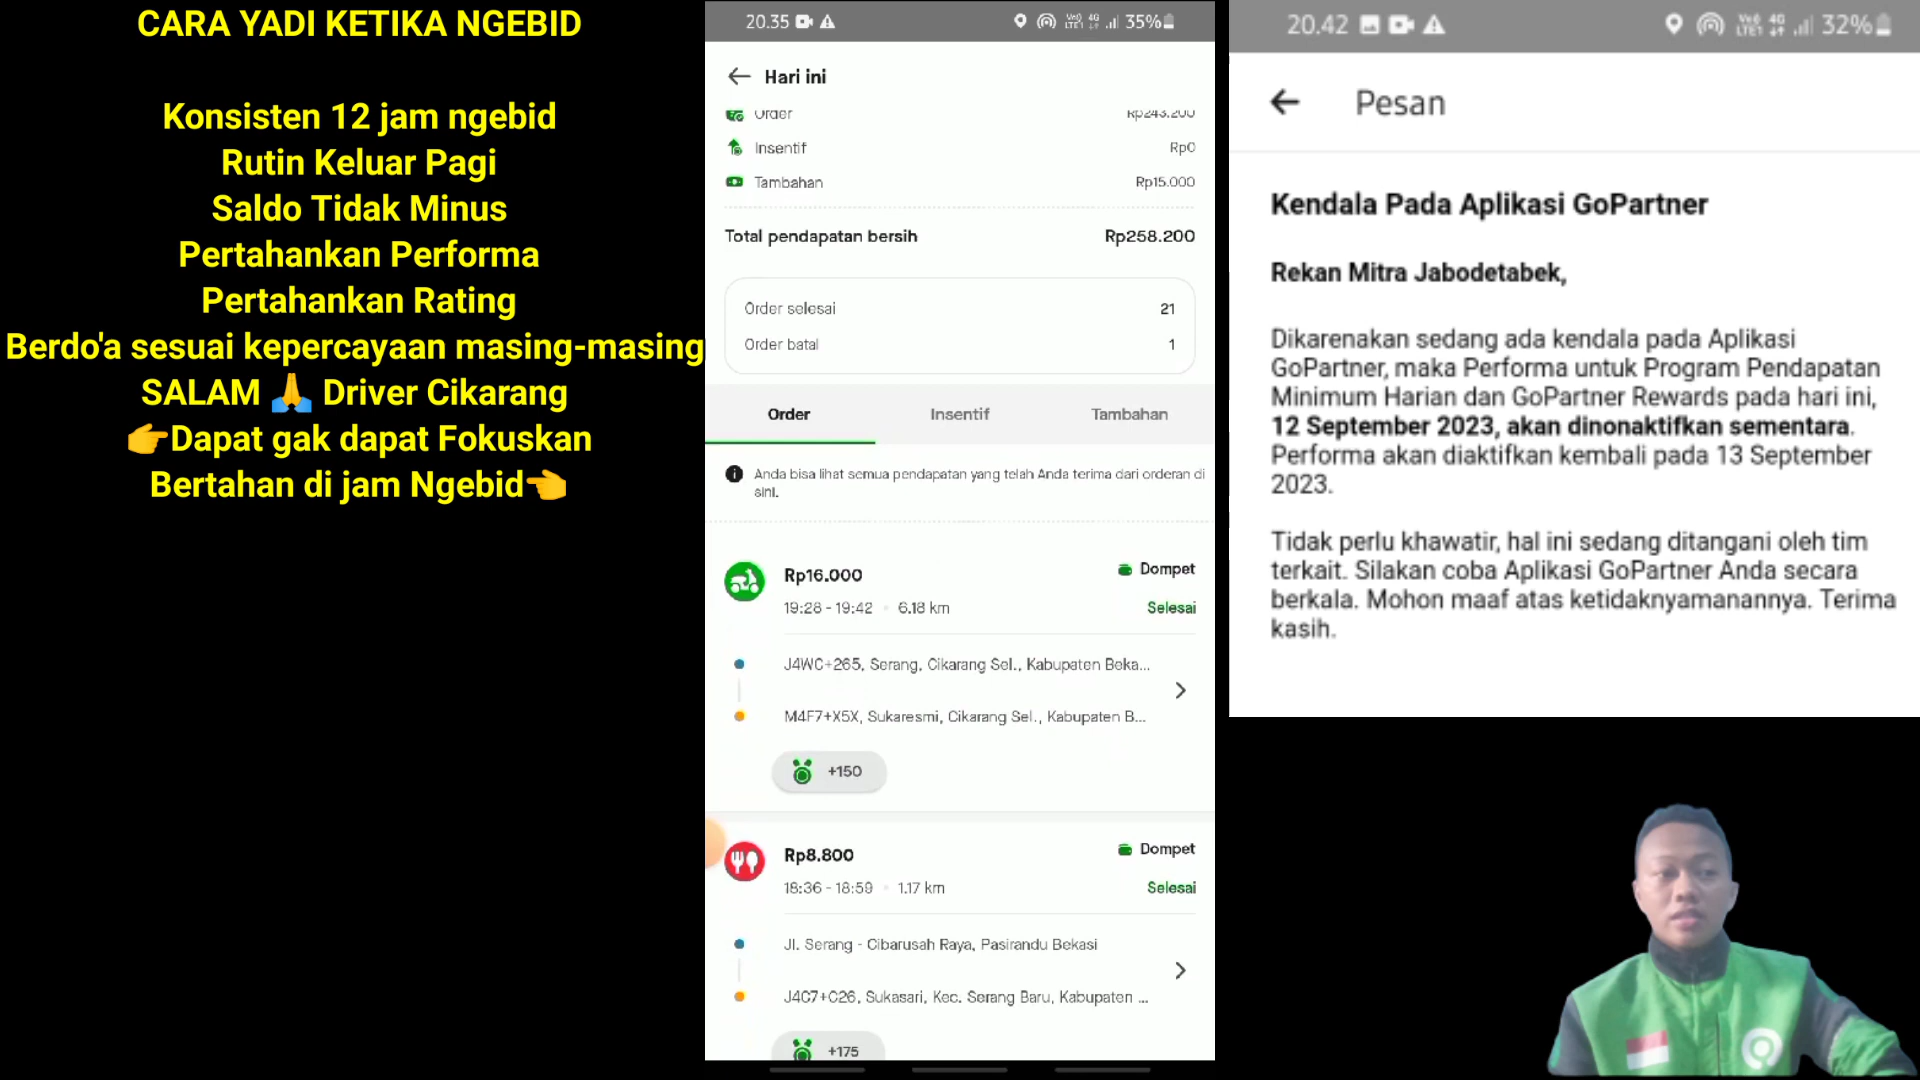 CARA YADI KETIKA NGEBID
Konsisten 12 jam ngebid
Rutin Keluar Pagi
Saldo Tidak Minus
Pertahankan Performa
Pertahankan Rating
Berdo'a sesuai kepercayaan masing-masing
SALAM 🙏 Driver Cikarang
👉Dapat gak dapat Fokuskan
Bertahan di jam Ngebid👈
20.35
35%
Hari ini
Order Rp243.200
Insentif Rp0
Tambahan Rp15.000
Total pendapatan bersih Rp258.200
Order selesai 21
Order batal 1
Order Insentif Tambahan
Anda bisa lihat semua pendapatan yang telah Anda terima dari orderan di
sini.
Rp16.000 Dompet
19:28 - 19:42 • 6.18 km Selesai
J4WC+265, Serang, Cikarang Sel., Kabupaten Beka...
M4F7+X5X, Sukaresmi, Cikarang Sel., Kabupaten B...
+150
Rp8.800 Dompet
18:36 - 18:59 • 1.17 km Selesai
Jl. Serang - Cibarusah Raya, Pasirandu Bekasi
J4C7+C26, Sukasari, Kec. Serang Baru, Kabupaten ...
+175
20.42
32%
Pesan
Kendala Pada Aplikasi GoPartner
Rekan Mitra Jabodetabek,
Dikarenakan sedang ada kendala pada Aplikasi
GoPartner, maka Performa untuk Program Pendapatan
Minimum Harian dan GoPartner Rewards pada hari ini,
12 September 2023, akan dinonaktifkan sementara.
Performa akan diaktifkan kembali pada 13 September
2023.
Tidak perlu khawatir, hal ini sedang ditangani oleh tim
terkait. Silakan coba Aplikasi GoPartner Anda secara
berkala. Mohon maaf atas ketidaknyamanannya. Terima
kasih.